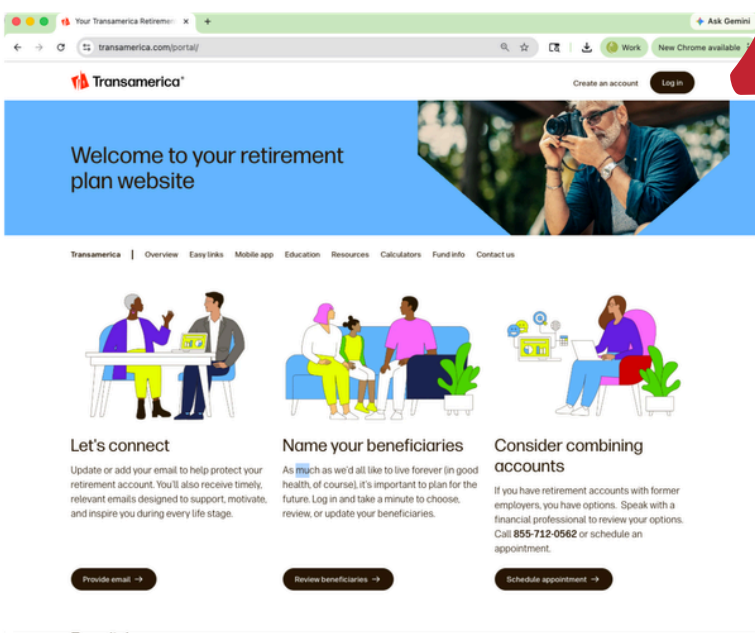 Your Transamerica Retiremen
Ask Gemini
transamerica.com/portal/
Work
New Chrome available
Transamerica®
Create an account
Log in
Welcome to your retirement
plan website
Transamerica | Overview Easy links Mobile app Education Resources Calculators Fund info Contact us
Let's connect
Update or add your email to help protect your
retirement account. You'll also receive timely,
relevant emails designed to support, motivate,
and inspire you during every life stage.
Provide email →
Name your beneficiaries
As much as we'd all like to live forever (in good
health, of course), it's important to plan for the
future. Log in and take a minute to choose,
review, or update your beneficiaries.
Review beneficiaries →
Consider combining
accounts
If you have retirement accounts with former
employers, you have options. Speak with a
financial professional to review your options.
Call 855-712-0562 or schedule an
appointment.
Schedule appointment →